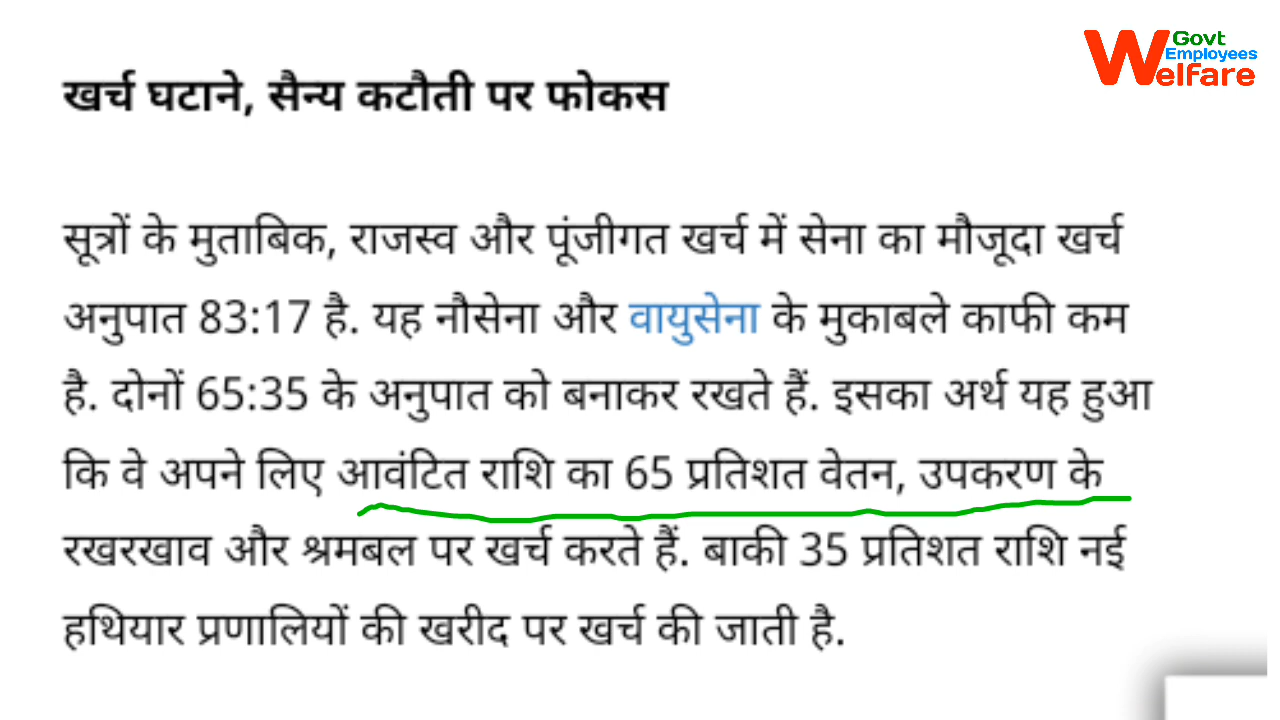 Govt
Employees
Welfare
खर्च घटाने, सैन्य कटौती पर फोकस
सूत्रों के मुताबिक, राजस्व और पूंजीगत खर्च में सेना का मौजूदा खर्च
अनुपात 83:17 है. यह नौसेना और वायुसेना के मुकाबले काफी कम
है. दोनों 65:35 के अनुपात को बनाकर रखते हैं. इसका अर्थ यह हुआ
कि वे अपने लिए आवंटित राशि का 65 प्रतिशत वेतन, उपकरण के
रखरखाव और श्रमबल पर खर्च करते हैं. बाकी 35 प्रतिशत राशि नई
हथियार प्रणालियों की खरीद पर खर्च की जाती है.